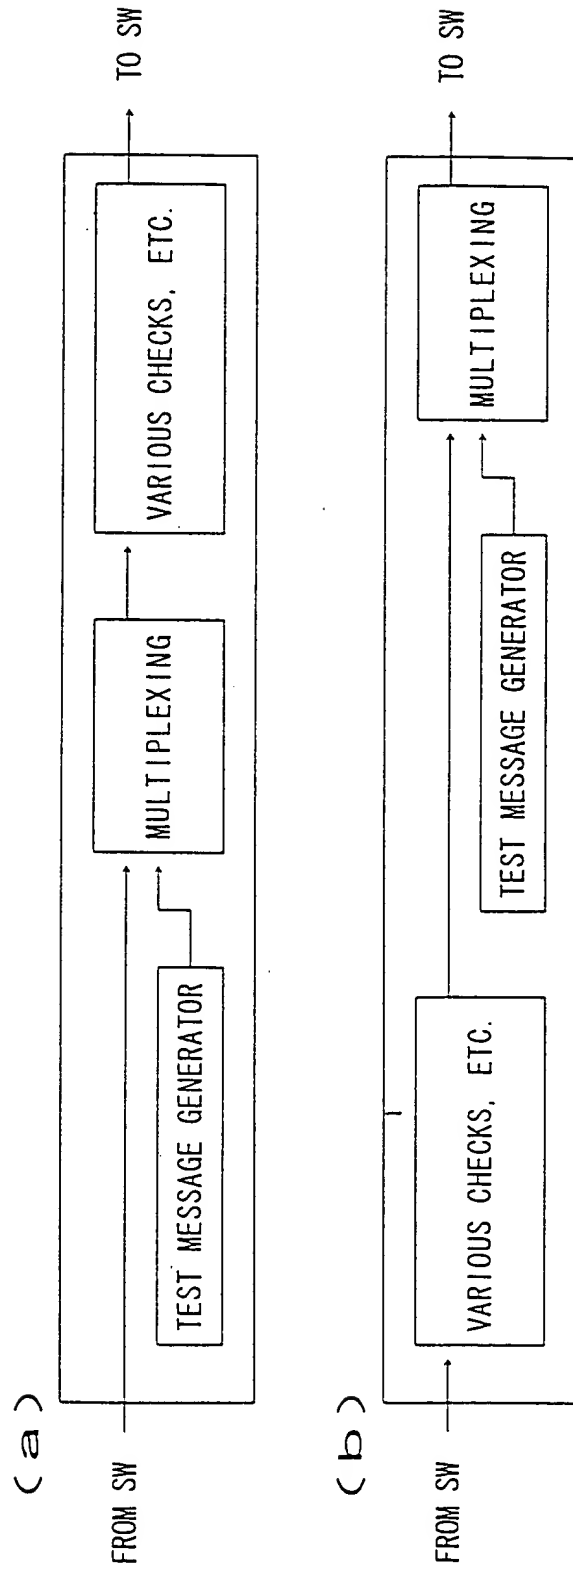 (a)
FROM SW
TEST MESSAGE GENERATOR
MULTIPLEXING
VARIOUS CHECKS, ETC.
TO SW
(b)
FROM SW
VARIOUS CHECKS, ETC.
TEST MESSAGE GENERATOR
MULTIPLEXING
TO SW